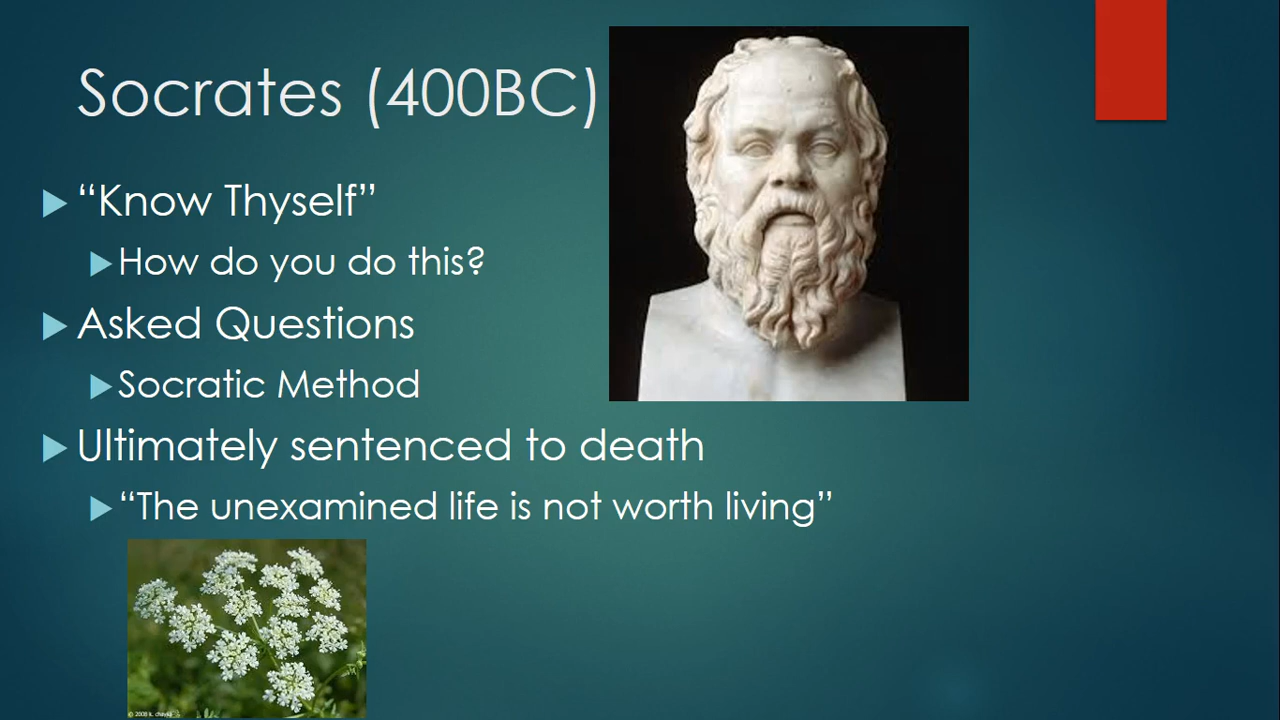 Socrates (400BC)
“Know Thyself”
How do you do this?
Asked Questions
Socratic Method
Ultimately sentenced to death
“The unexamined life is not worth living”